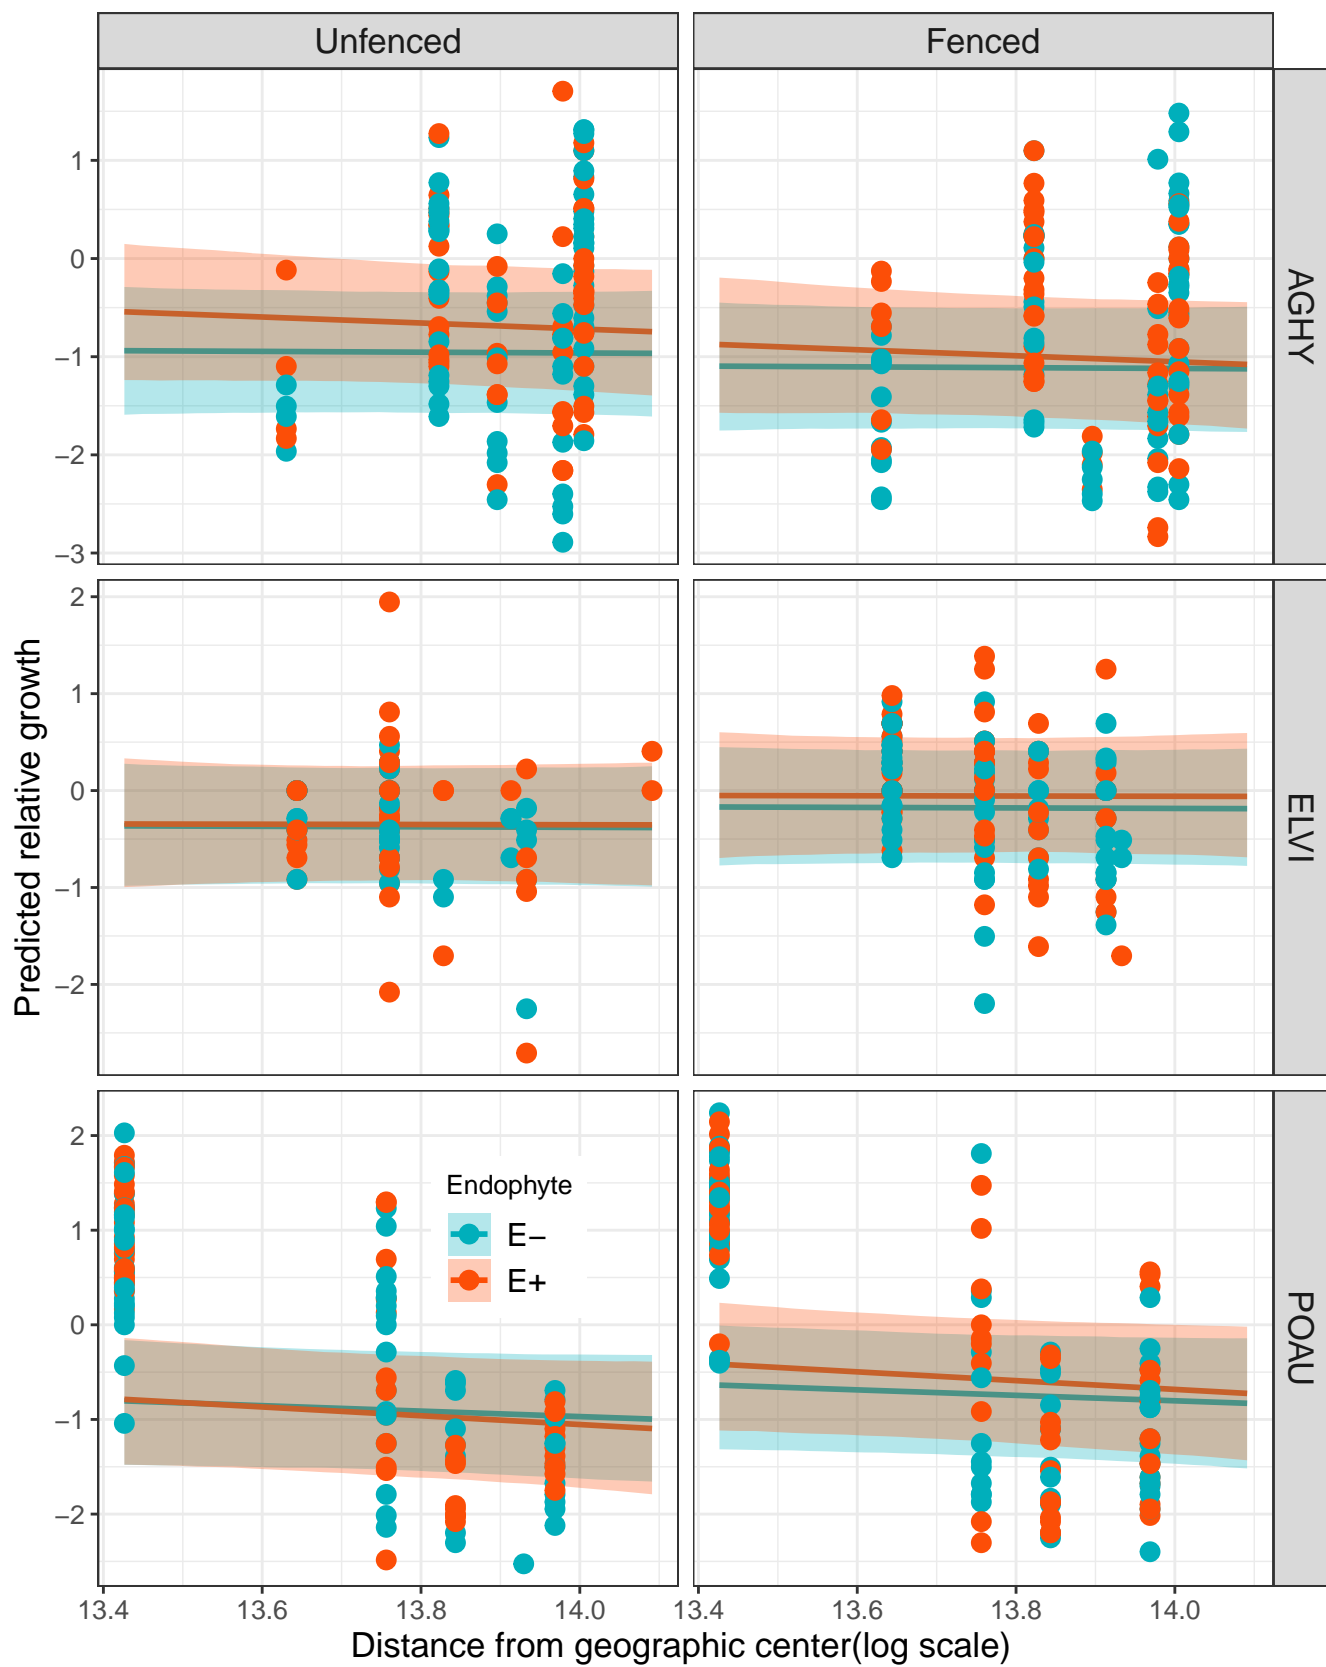 Unfenced
Fenced
1
0
−1
−2
−3
AGHY
2
1
0
−1
−2
ELVI
Predicted relative growth
2
1
0
−1
−2
POAU
Endophyte
E−
E+
13.4 13.6 13.8 14.0 13.4 13.6 13.8 14.0
Distance from geographic center(log scale)